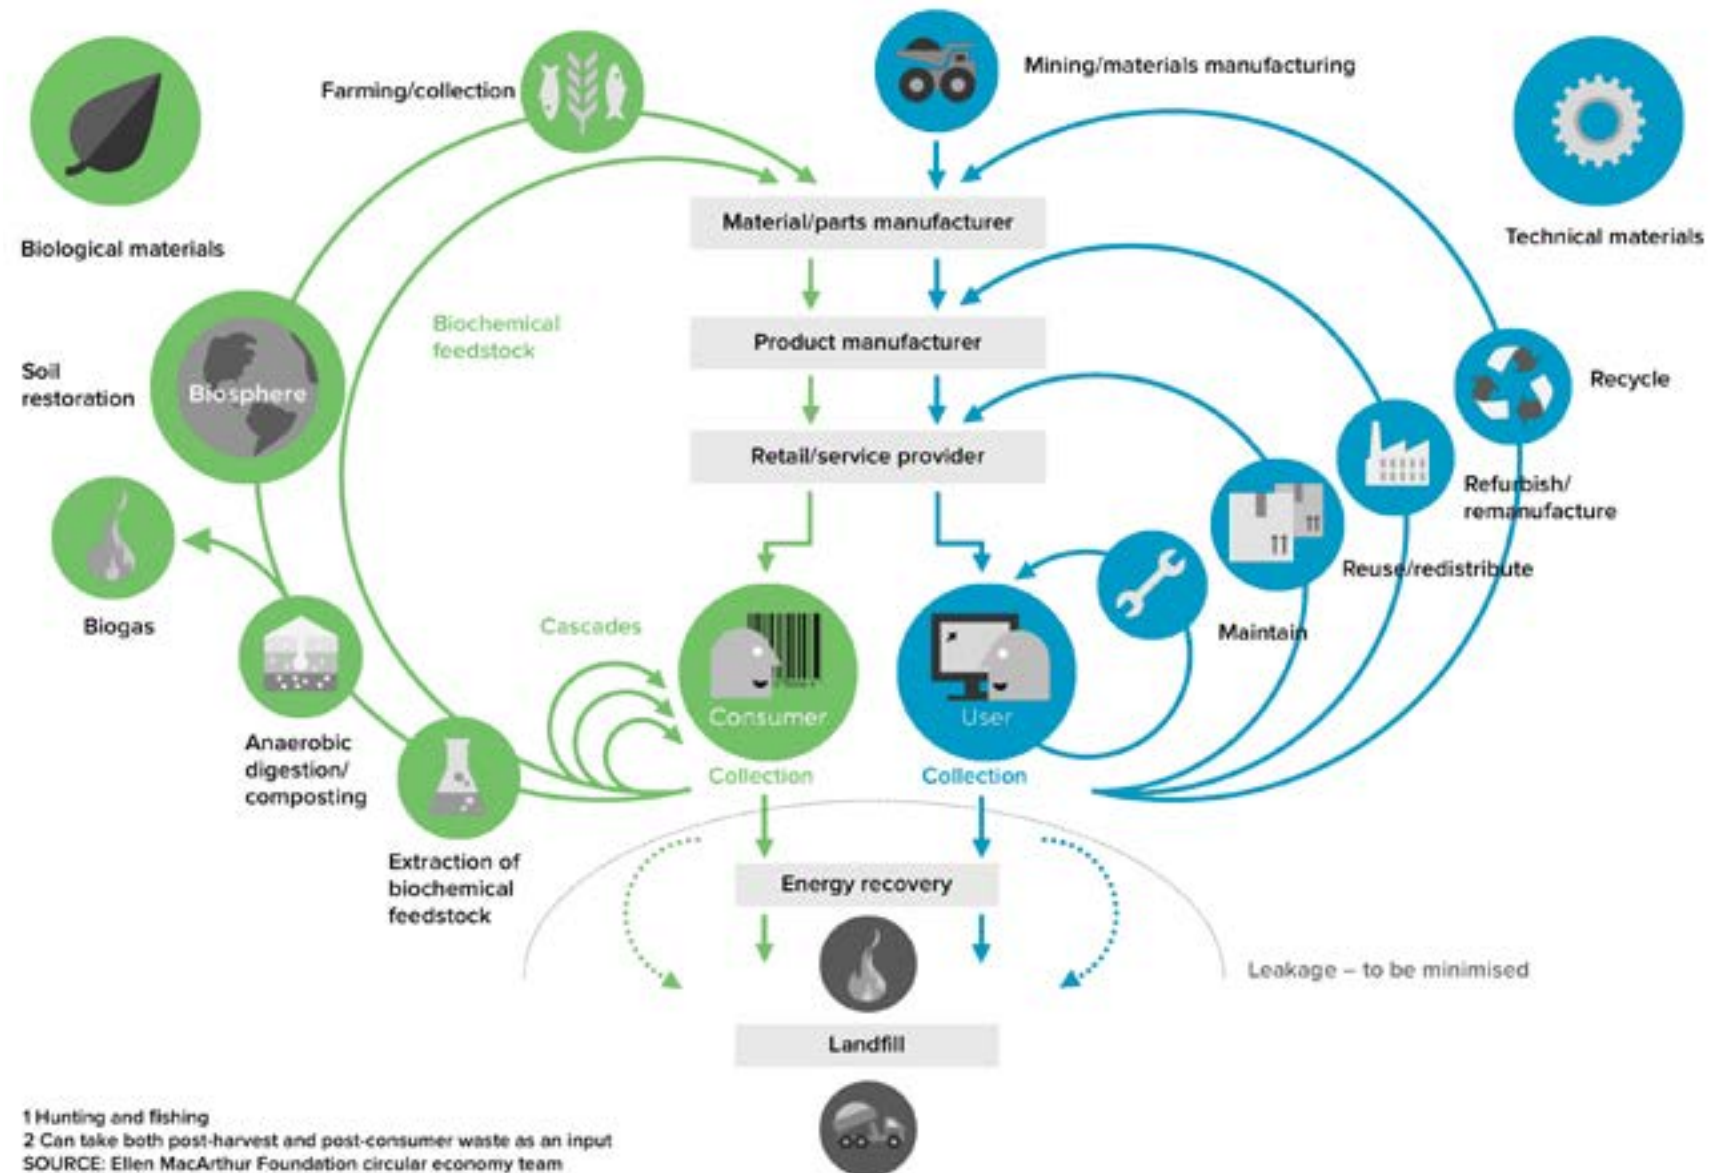 Farming/collection
Mining/materials manufacturing
Biological materials
Technical materials
Material/parts manufacturer
Biochemical
feedstock
Product manufacturer
Soil
restoration
Biosphere
Recycle
Retail/service provider
Refurbish/
remanufacture
Reuse/redistribute
Biogas
Cascades
Maintain
Consumer
User
Anaerobic
digestion/
composting
Collection
Collection
Extraction of
biochemical
feedstock
Energy recovery
Leakage – to be minimised
Landfill
1 Hunting and fishing
2 Can take both post-harvest and post-consumer waste as an input
SOURCE: Ellen MacArthur Foundation circular economy team